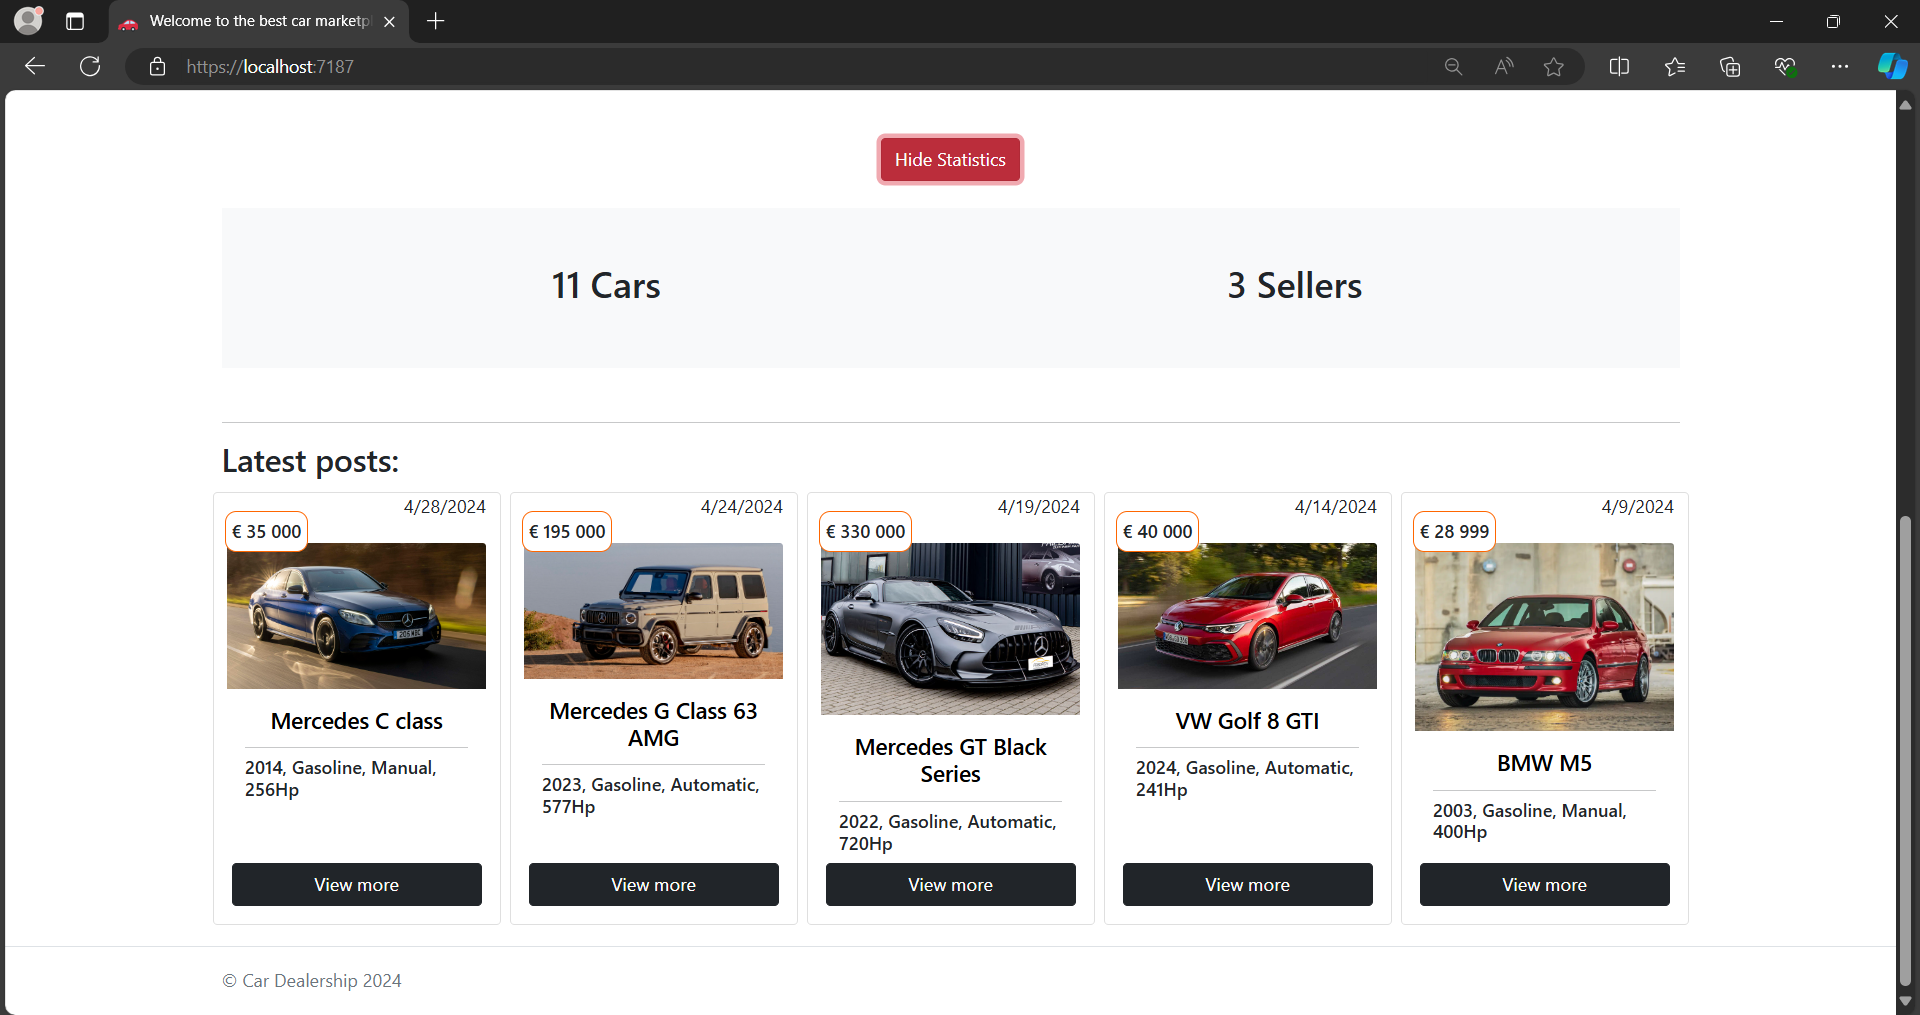 Welcome to the best car marketpl
https://localhost:7187
Hide Statistics
11 Cars
3 Sellers
Latest posts:
4/28/2024
€ 35 000
Mercedes C class
2014, Gasoline, Manual,
256Hp
View more
4/24/2024
€ 195 000
Mercedes G Class 63
AMG
2023, Gasoline, Automatic,
577Hp
View more
4/19/2024
€ 330 000
Mercedes GT Black
Series
2022, Gasoline, Automatic,
720Hp
View more
4/14/2024
€ 40 000
VW Golf 8 GTI
2024, Gasoline, Automatic,
241Hp
View more
4/9/2024
€ 28 999
BMW M5
2003, Gasoline, Manual,
400Hp
View more
© Car Dealership 2024